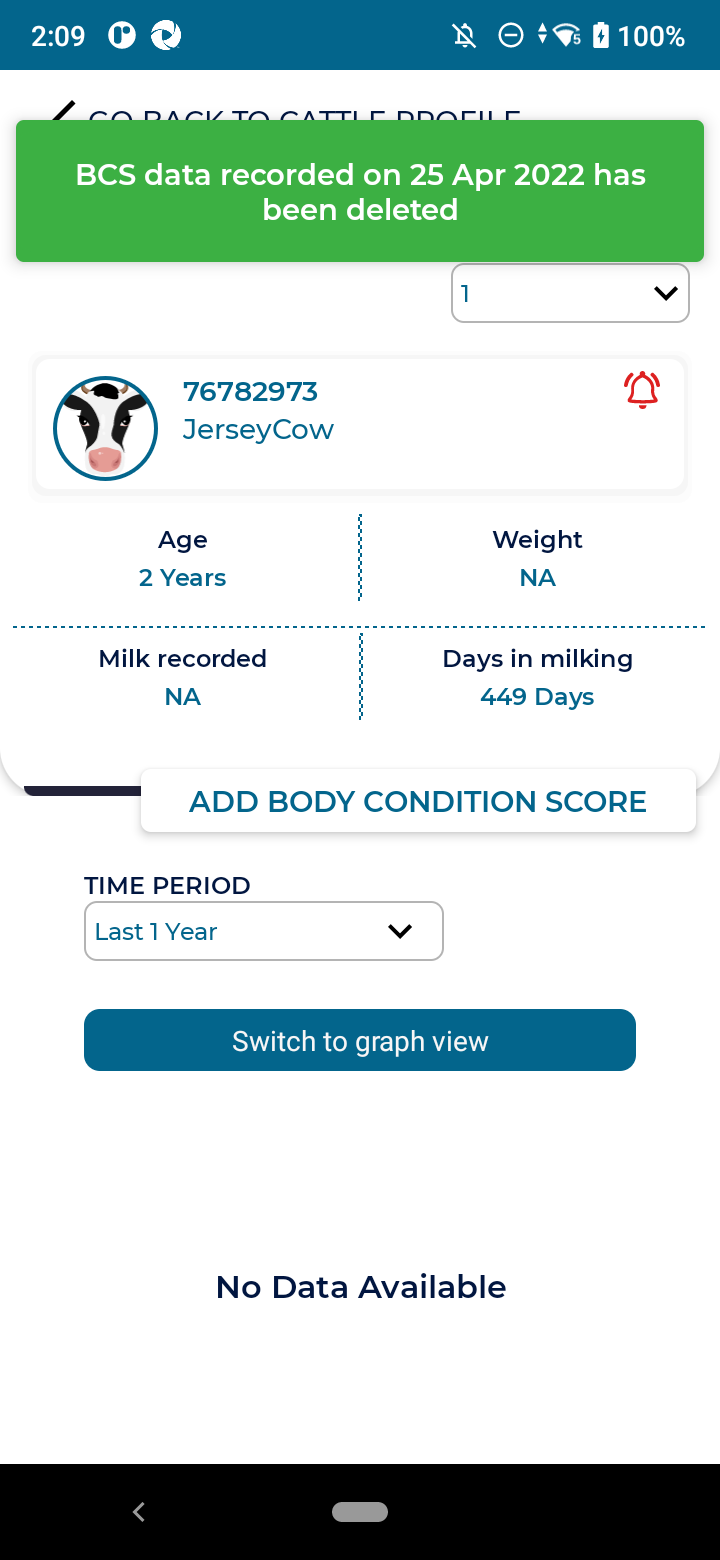 2:09
5
100%
GO BACK TO CATTLE PROFILE
BCS data recorded on 25 Apr 2022 has
been deleted
1
76782973
JerseyCow
Age
Weight
2 Years
NA
Milk recorded
Days in milking
NA
449 Days
ADD BODY CONDITION SCORE
TIME PERIOD
Last 1 Year
Switch to graph view
No Data Available